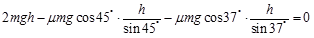 2mgh − μmg cos45° · h/sin45° − μmg cos37° · h/sin37° = 0